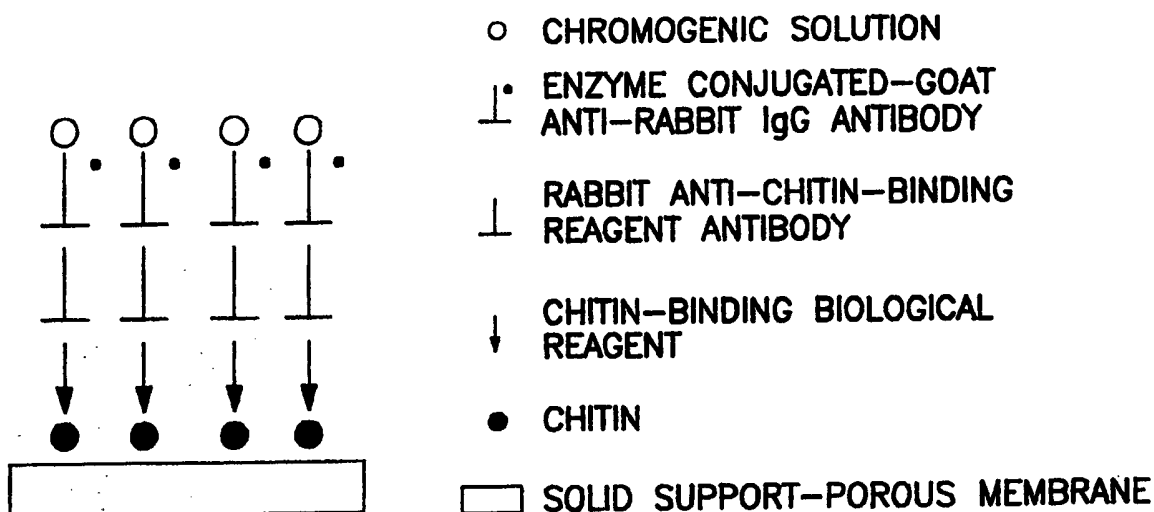 CHROMOGENIC SOLUTION
ENZYME CONJUGATED-GOAT
ANTI-RABBIT IgG ANTIBODY
RABBIT ANTI-CHITIN-BINDING
REAGENT ANTIBODY
CHITIN-BINDING BIOLOGICAL
REAGENT
CHITIN
SOLID SUPPORT-POROUS MEMBRANE